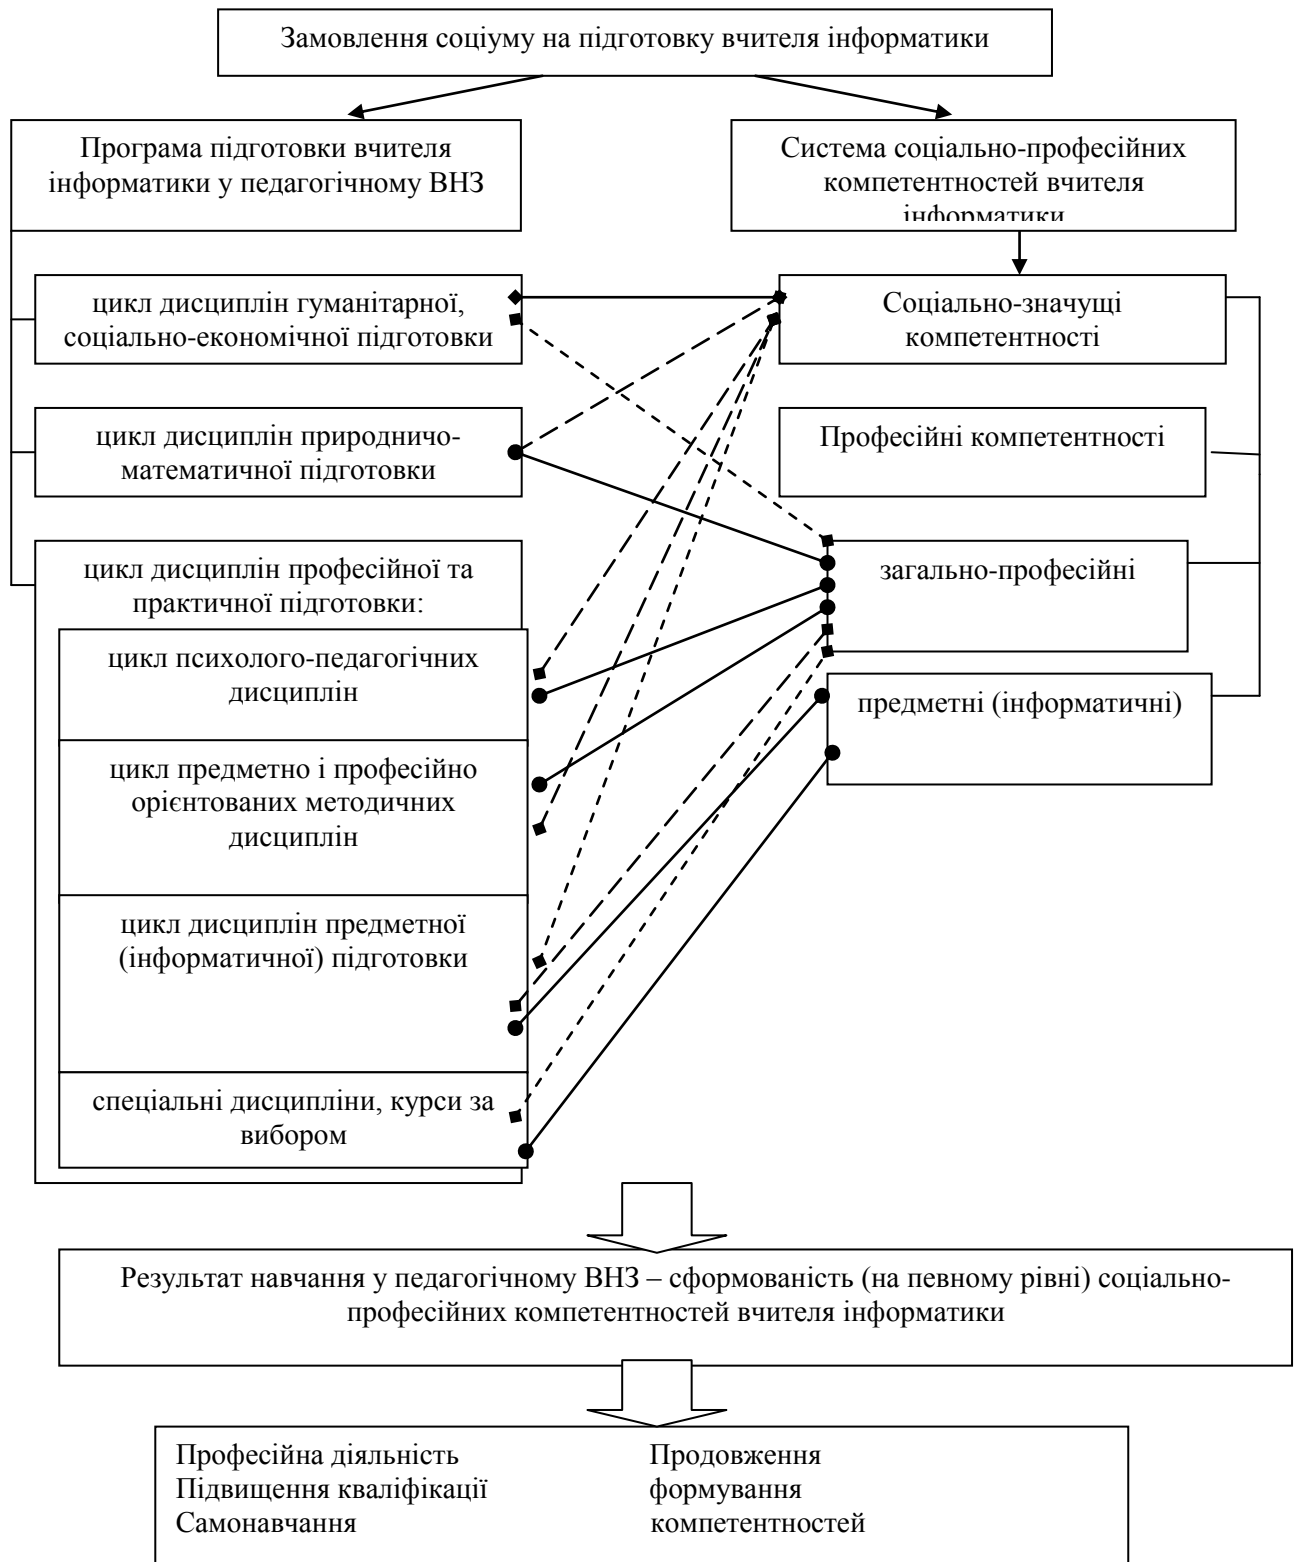 Замовлення соціуму на підготовку вчителя інформатики
Програма підготовки вчителя
інформатики у педагогічному ВНЗ
Система соціально-професійних
компетентностей вчителя
інформатики
цикл дисциплін гуманітарної,
соціально-економічної підготовки
Соціально-значущі
компетентності
цикл дисциплін природничо-
математичної підготовки
Професійні компетентності
цикл дисциплін професійної та
практичної підготовки:
загально-професійні
цикл психолого-педагогічних
дисциплін
предметні (інформатичні)
цикл предметно і професійно
орієнтованих методичних
дисциплін
цикл дисциплін предметної
(інформатичної) підготовки
спеціальні дисципліни, курси за
вибором
Результат навчання у педагогічному ВНЗ – сформованість (на певному рівні) соціально-
професійних компетентностей вчителя інформатики
Професійна діяльність
Підвищення кваліфікації
Самонавчання
Продовження
формування
компетентностей